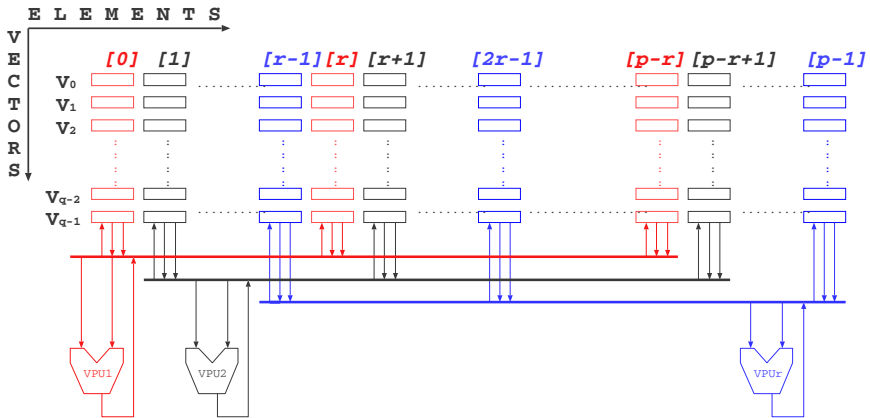 E L E M E N T S
V E C T O R S
[0] [1] [r-1] [r] [r+1] [2r-1] [p-r] [p-r+1] [p-1]
V0
V1
V2
Vq-2
Vq-1
VPU1 VPU2 VPUr